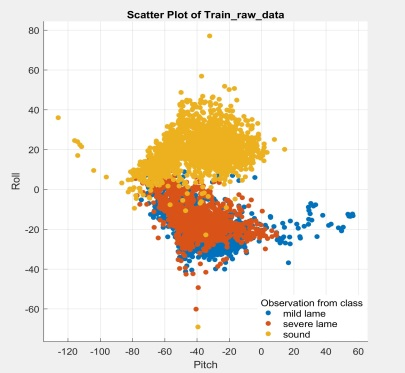 Scatter Plot of Train_raw_data
80
60
40
20
0
-20
-40
-60
Roll
-120 -100 -80 -60 -40 -20 0 20 40 60
Pitch
Observation from class
mild lame
severe lame
sound